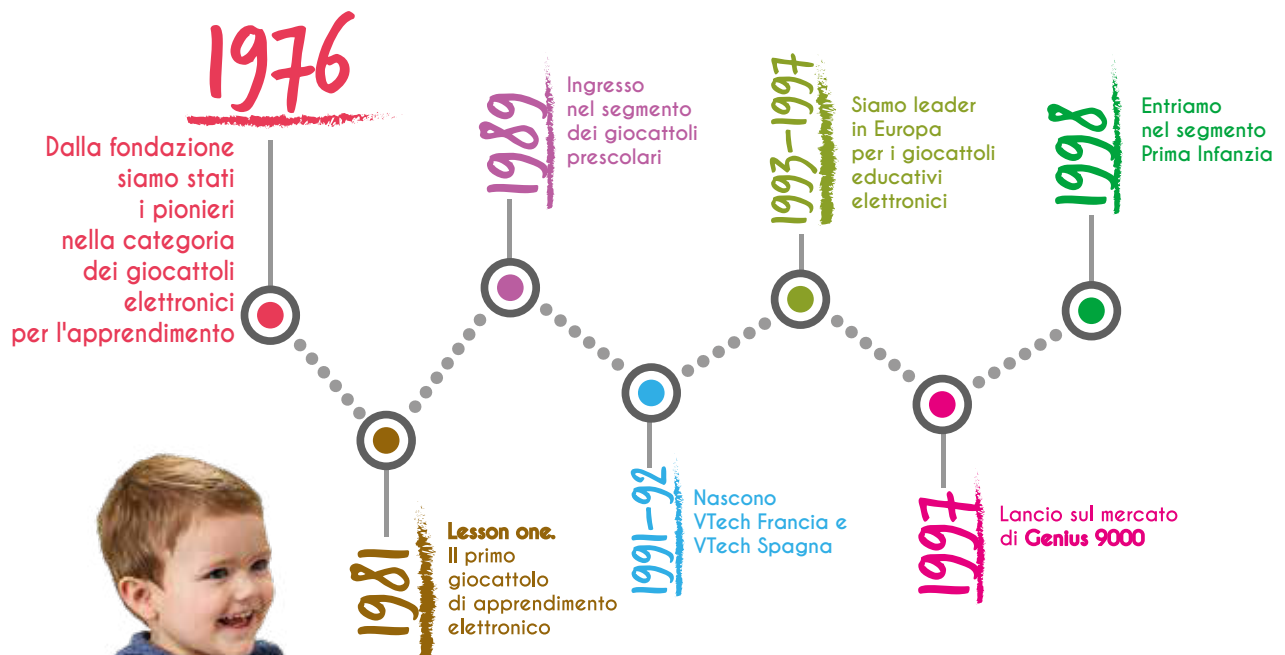 1976
Dalla fondazione
siamo stati
i pionieri
nella categoria
dei giocattoli
elettronici
per l'apprendimento
1981
Lesson one.
Il primo
giocattolo
di apprendimento
elettronico
1989
Ingresso
nel segmento
dei giocattoli
prescolari
1991-92
Nascono
VTech Francia e
VTech Spagna
1993-1997
Siamo leader
in Europa
per i giocattoli
educativi
elettronici
1997
Lancio sul mercato
di Genius 9000
1998
Entriamo
nel segmento
Prima Infanzia